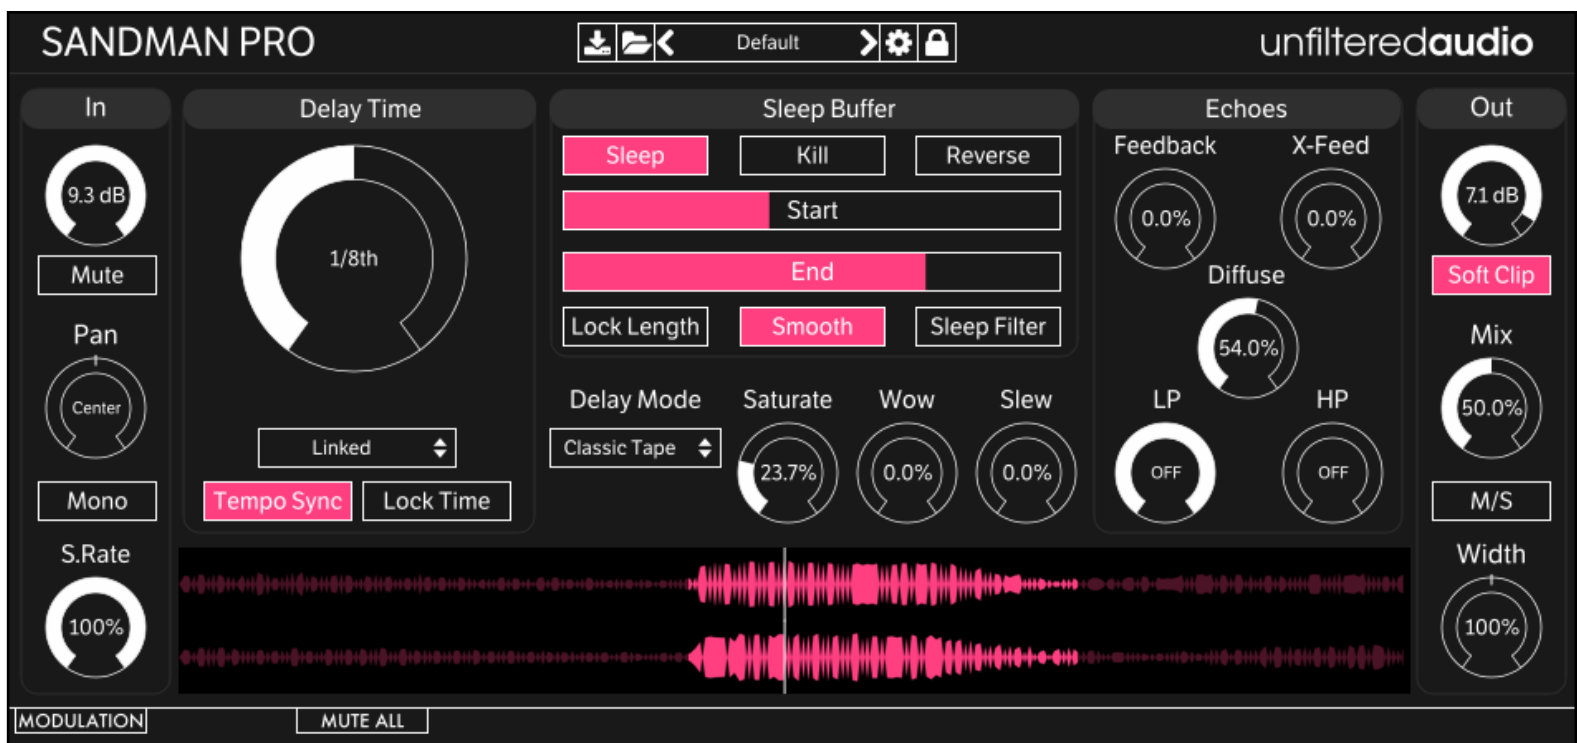 SANDMAN PRO
Default
unfilteredaudio
In
9.3 dB
Mute
Pan
Center
Mono
S.Rate
100%
Delay Time
1/8th
Linked
Tempo Sync
Lock Time
Sleep Buffer
Sleep
Kill
Reverse
Start
End
Lock Length
Smooth
Sleep Filter
Delay Mode
Classic Tape
Saturate
23.7%
Wow
0.0%
Slew
0.0%
Echoes
Feedback
0.0%
X-Feed
0.0%
Diffuse
54.0%
LP
OFF
HP
OFF
Out
7.1 dB
Soft Clip
Mix
50.0%
M/S
Width
100%
MODULATION
MUTE ALL